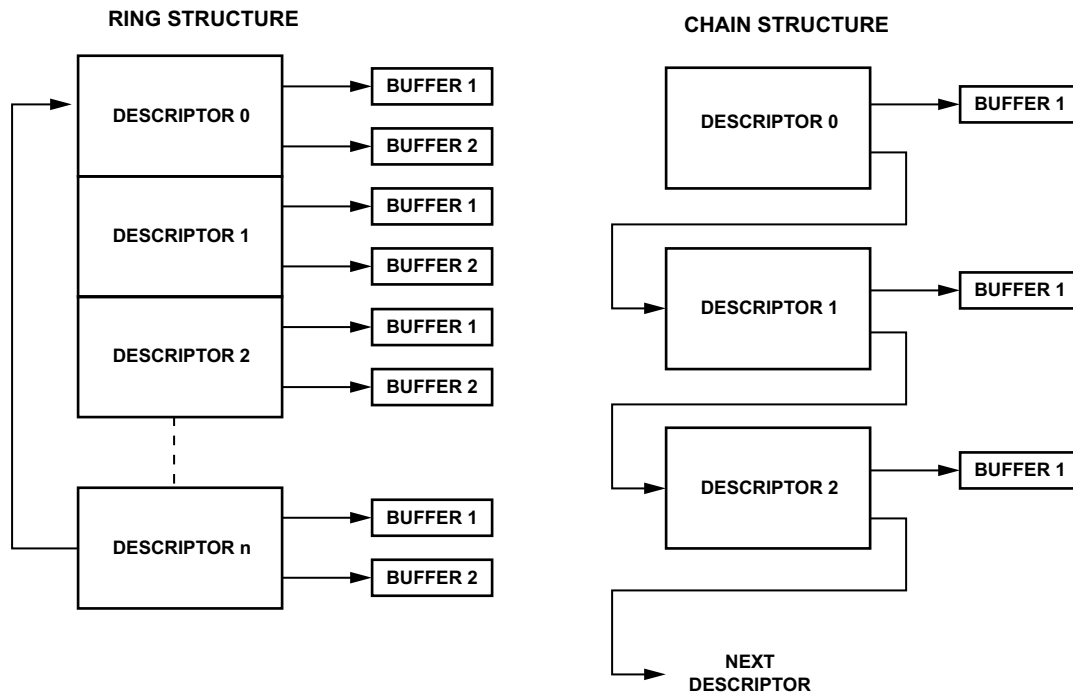 RING STRUCTURE
DESCRIPTOR 0
BUFFER 1
BUFFER 2
DESCRIPTOR 1
BUFFER 1
BUFFER 2
DESCRIPTOR 2
BUFFER 1
BUFFER 2
DESCRIPTOR n
BUFFER 1
BUFFER 2
CHAIN STRUCTURE
DESCRIPTOR 0
BUFFER 1
DESCRIPTOR 1
BUFFER 1
DESCRIPTOR 2
BUFFER 1
NEXT
DESCRIPTOR